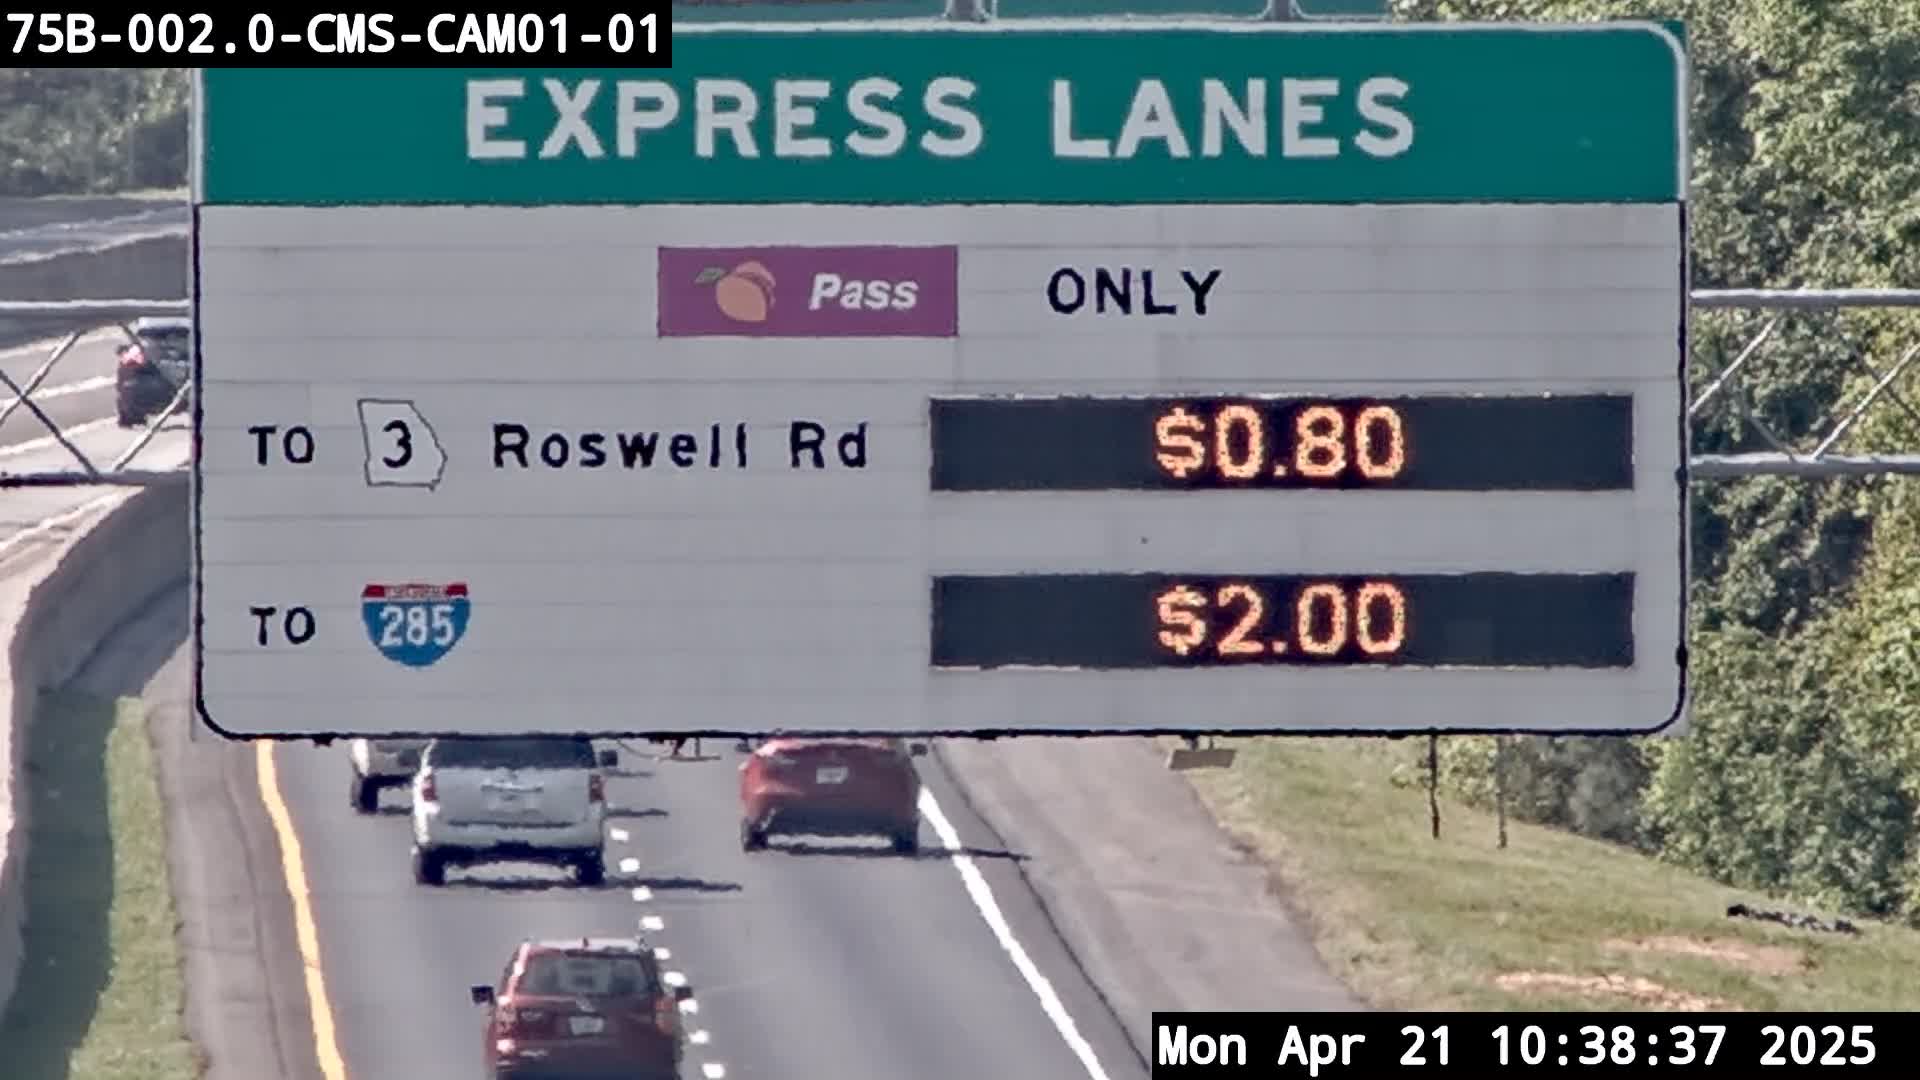 75B-002.0-CMS-CAM01-01
EXPRESS LANES
Pass ONLY
TO 3 Roswell Rd $0.80
TO 285 $2.00
Mon Apr 21 10:38:37 2025